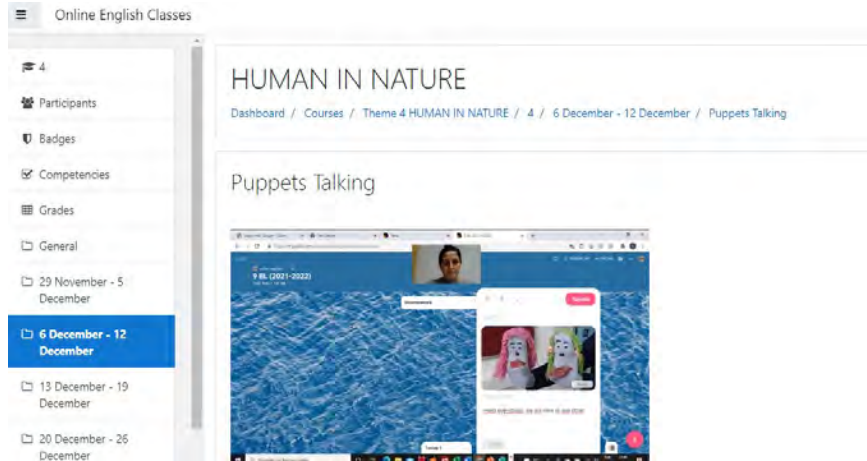 Online English Classes
4
Participants
Badges
Competencies
Grades
General
29 November - 5
December
6 December - 12
December
13 December - 19
December
20 December - 26
December
HUMAN IN NATURE
Dashboard / Courses / Theme 4 HUMAN IN NATURE / 4 / 6 December - 12 December / Puppets Talking
Puppets Talking
9 BL (2021-2022)